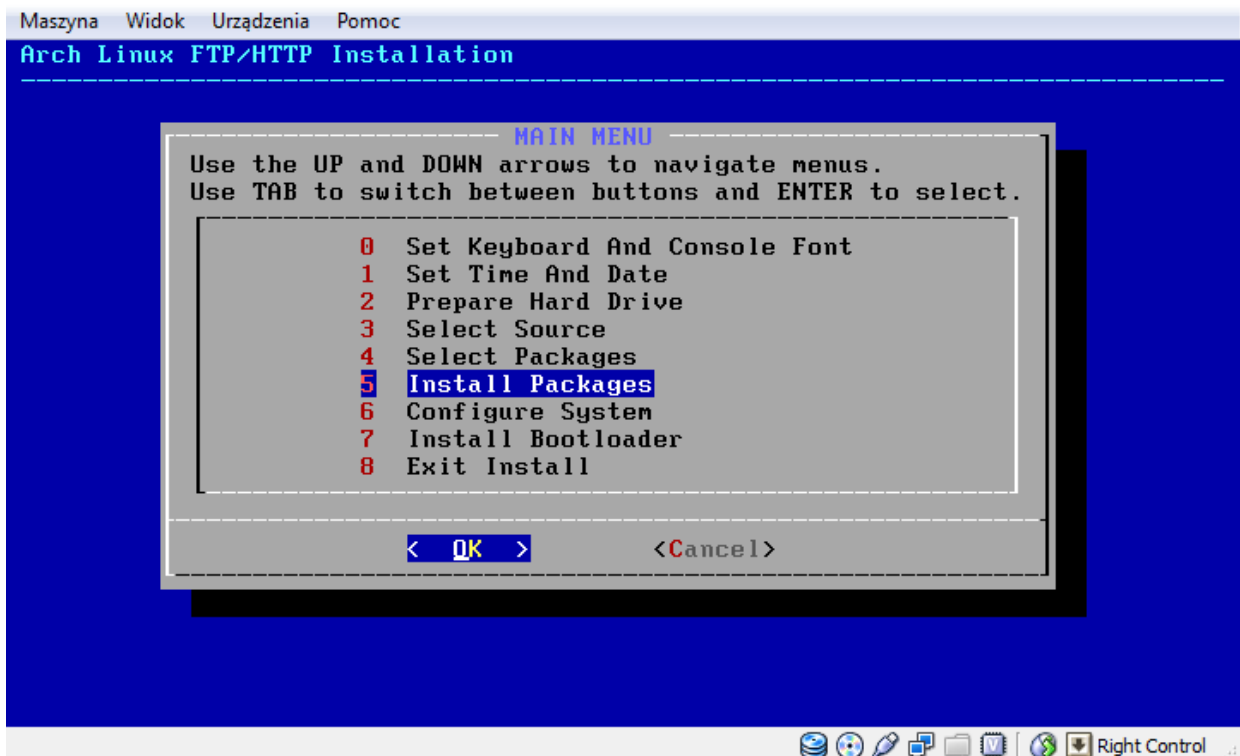 Maszyna Widok Urządzenia Pomoc
Arch Linux FTP/HTTP Installation
MAIN MENU
Use the UP and DOWN arrows to navigate menus.
Use TAB to switch between buttons and ENTER to select.
0 Set Keyboard And Console Font
1 Set Time And Date
2 Prepare Hard Drive
3 Select Source
4 Select Packages
5 Install Packages
6 Configure System
7 Install Bootloader
8 Exit Install
< OK > <Cancel>
Right Control